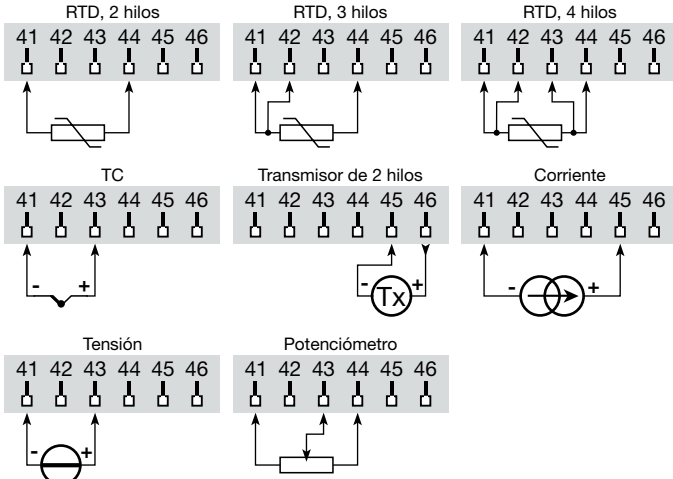 RTD, 2 hilos
41 42 43 44 45 46
RTD, 3 hilos
41 42 43 44 45 46
RTD, 4 hilos
41 42 43 44 45 46
TC
41 42 43 44 45 46
- +
Transmisor de 2 hilos
41 42 43 44 45 46
- Tx +
Corriente
41 42 43 44 45 46
- +
Tensión
41 42 43 44 45 46
- +
Potenciómetro
41 42 43 44 45 46